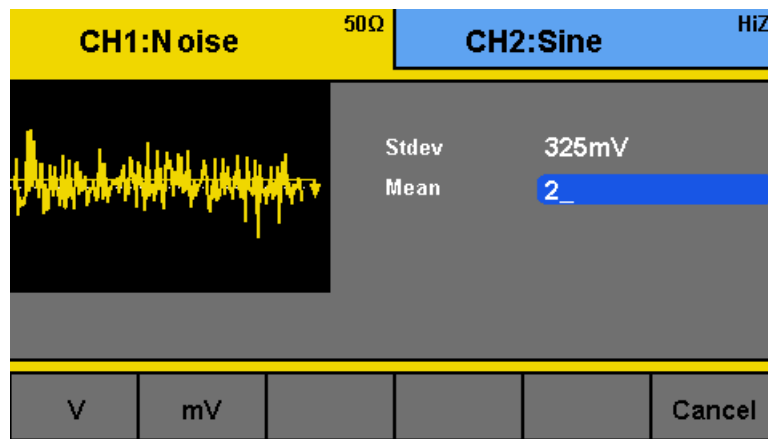 CH1:Noise 50Ω CH2:Sine HiZ
Stdev 325mV
Mean 2_
V mV Cancel